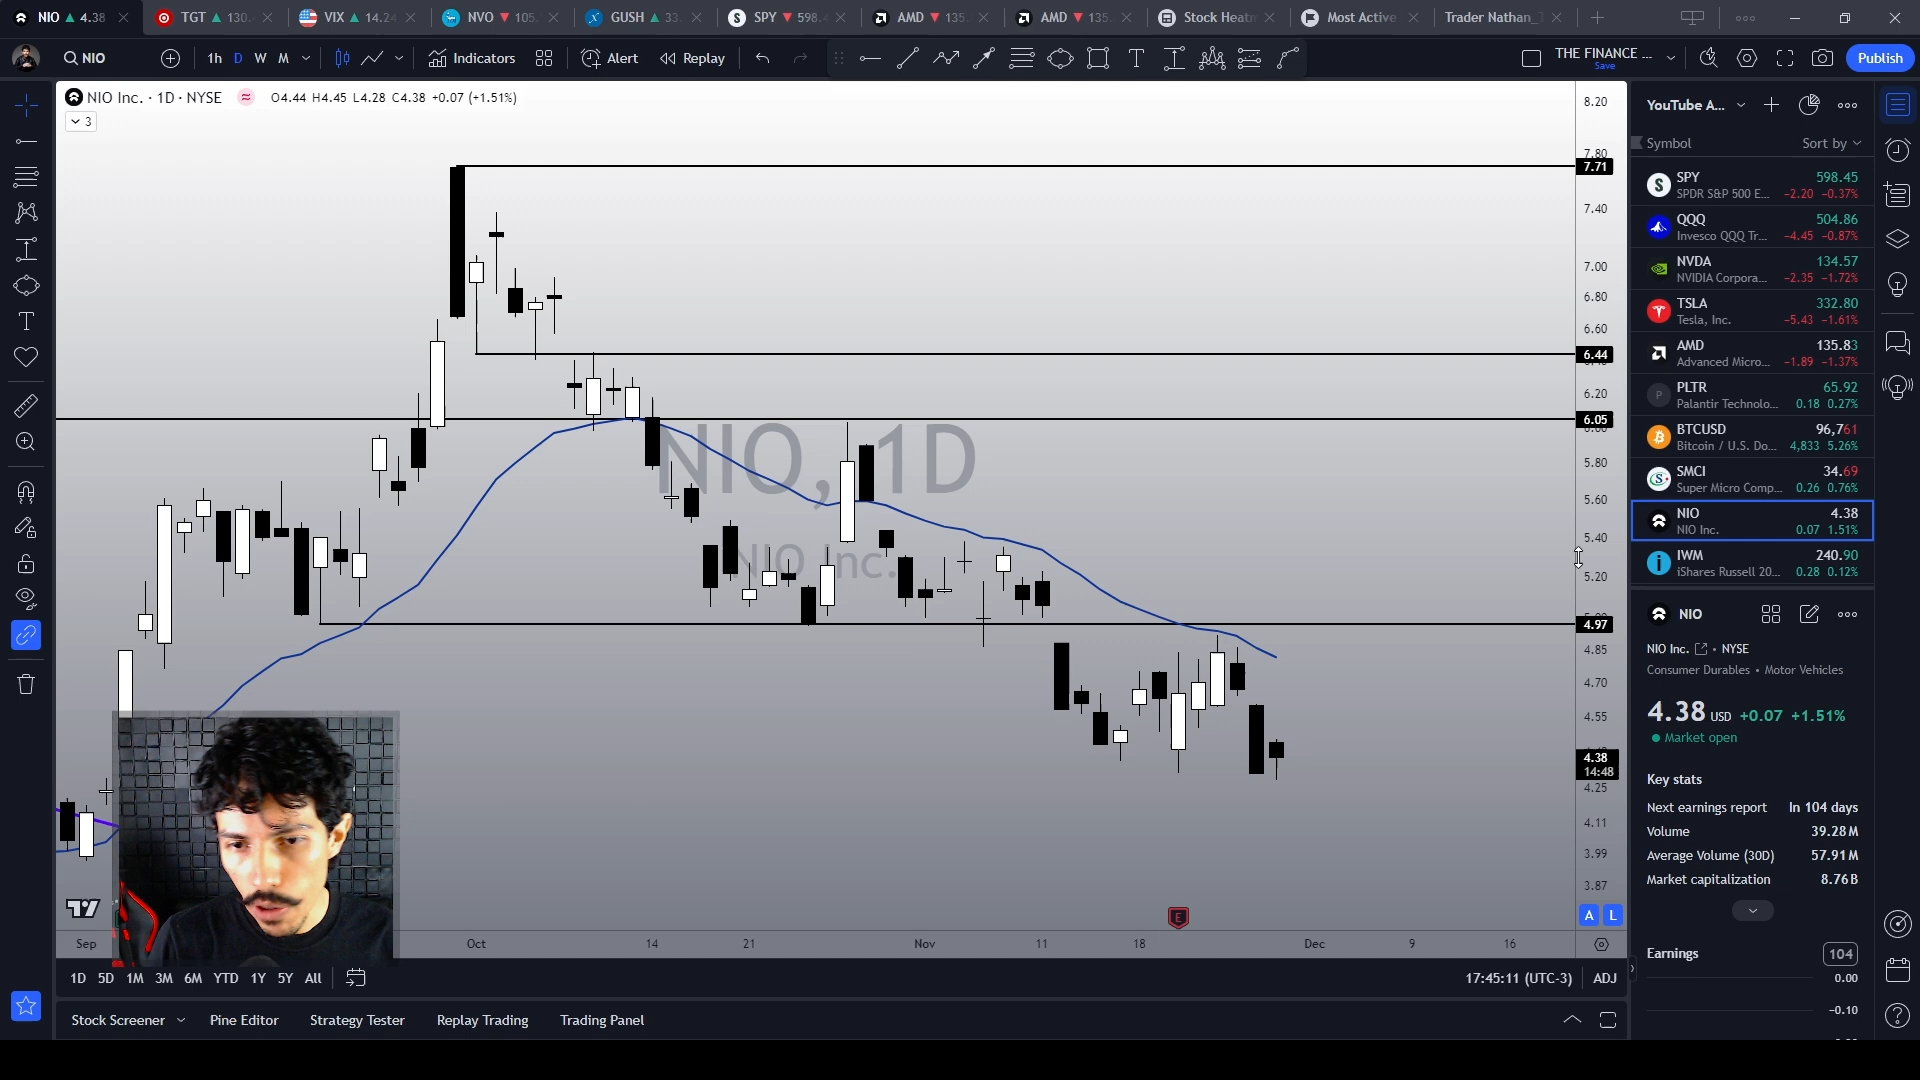 NIO ▲ 4.38
TGT ▲ 130.
VIX ▲ 14.24
NVO ▼ 105.
GUSH ▲ 33.
SPY ▼ 598.
AMD ▼ 135.
AMD ▼ 135.
Stock Heatm
Most Active
Trader Nathan_
NIO
1h D W M
Indicators
Alert
Replay
THE FINANCE ...
Save
Publish
NIO Inc. · 1D · NYSE
O4.44 H4.45 L4.28 C4.38 +0.07 (+1.51%)
3
NIO, 1D
NIO Inc.
8.20
7.80
7.71
7.40
7.00
6.80
6.60
6.44
6.20
6.05
5.80
5.60
5.40
5.20
4.97
4.85
4.70
4.55
4.38
14:48
4.25
4.11
3.99
3.87
A L
E
Sep
Oct
14
21
Nov
11
18
Dec
9
16
1D 5D 1M 3M 6M YTD 1Y 5Y All
17:45:11 (UTC-3)
ADJ
Stock Screener
Pine Editor
Strategy Tester
Replay Trading
Trading Panel
YouTube A...
Symbol
Sort by
SPY 598.45
SPDR S&P 500 E... −2.20 −0.37%
QQQ 504.86
Invesco QQQ Tr... −4.45 −0.87%
NVDA 134.57
NVIDIA Corpora... −2.35 −1.72%
TSLA 332.80
Tesla, Inc. −5.43 −1.61%
AMD 135.83
Advanced Micro... −1.89 −1.37%
PLTR 65.92
Palantir Technolo... 0.18 0.27%
BTCUSD 96,761
Bitcoin / U.S. Do... 4,833 5.26%
SMCI 34.69
Super Micro Comp... 0.26 0.76%
NIO 4.38
NIO Inc. 0.07 1.51%
IWM 240.90
iShares Russell 20... 0.28 0.12%
NIO
NIO Inc. · NYSE
Consumer Durables • Motor Vehicles
4.38 USD +0.07 +1.51%
Market open
Key stats
Next earnings report In 104 days
Volume 39.28M
Average Volume (30D) 57.91M
Market capitalization 8.76B
Earnings 104
0.00
−0.10